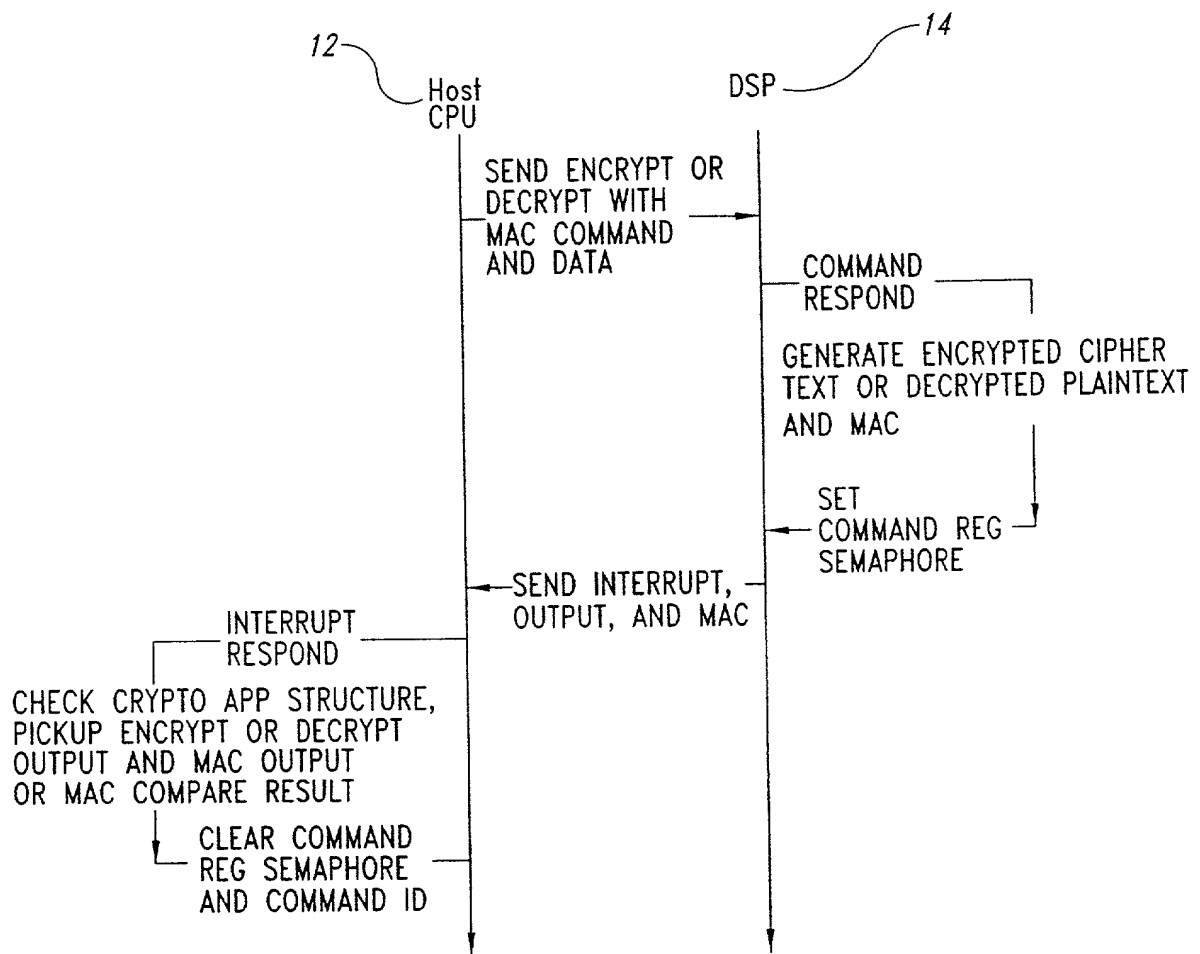 12
14
Host
CPU
DSP
SEND ENCRYPT OR
DECRYPT WITH
MAC COMMAND
AND DATA
COMMAND
RESPOND
GENERATE ENCRYPTED CIPHER
TEXT OR DECRYPTED PLAINTEXT
AND MAC
SET
COMMAND REG
SEMAPHORE
SEND INTERRUPT,
OUTPUT, AND MAC
INTERRUPT
RESPOND
CHECK CRYPTO APP STRUCTURE,
PICKUP ENCRYPT OR DECRYPT
OUTPUT AND MAC OUTPUT
OR MAC COMPARE RESULT
CLEAR COMMAND
REG SEMAPHORE
AND COMMAND ID